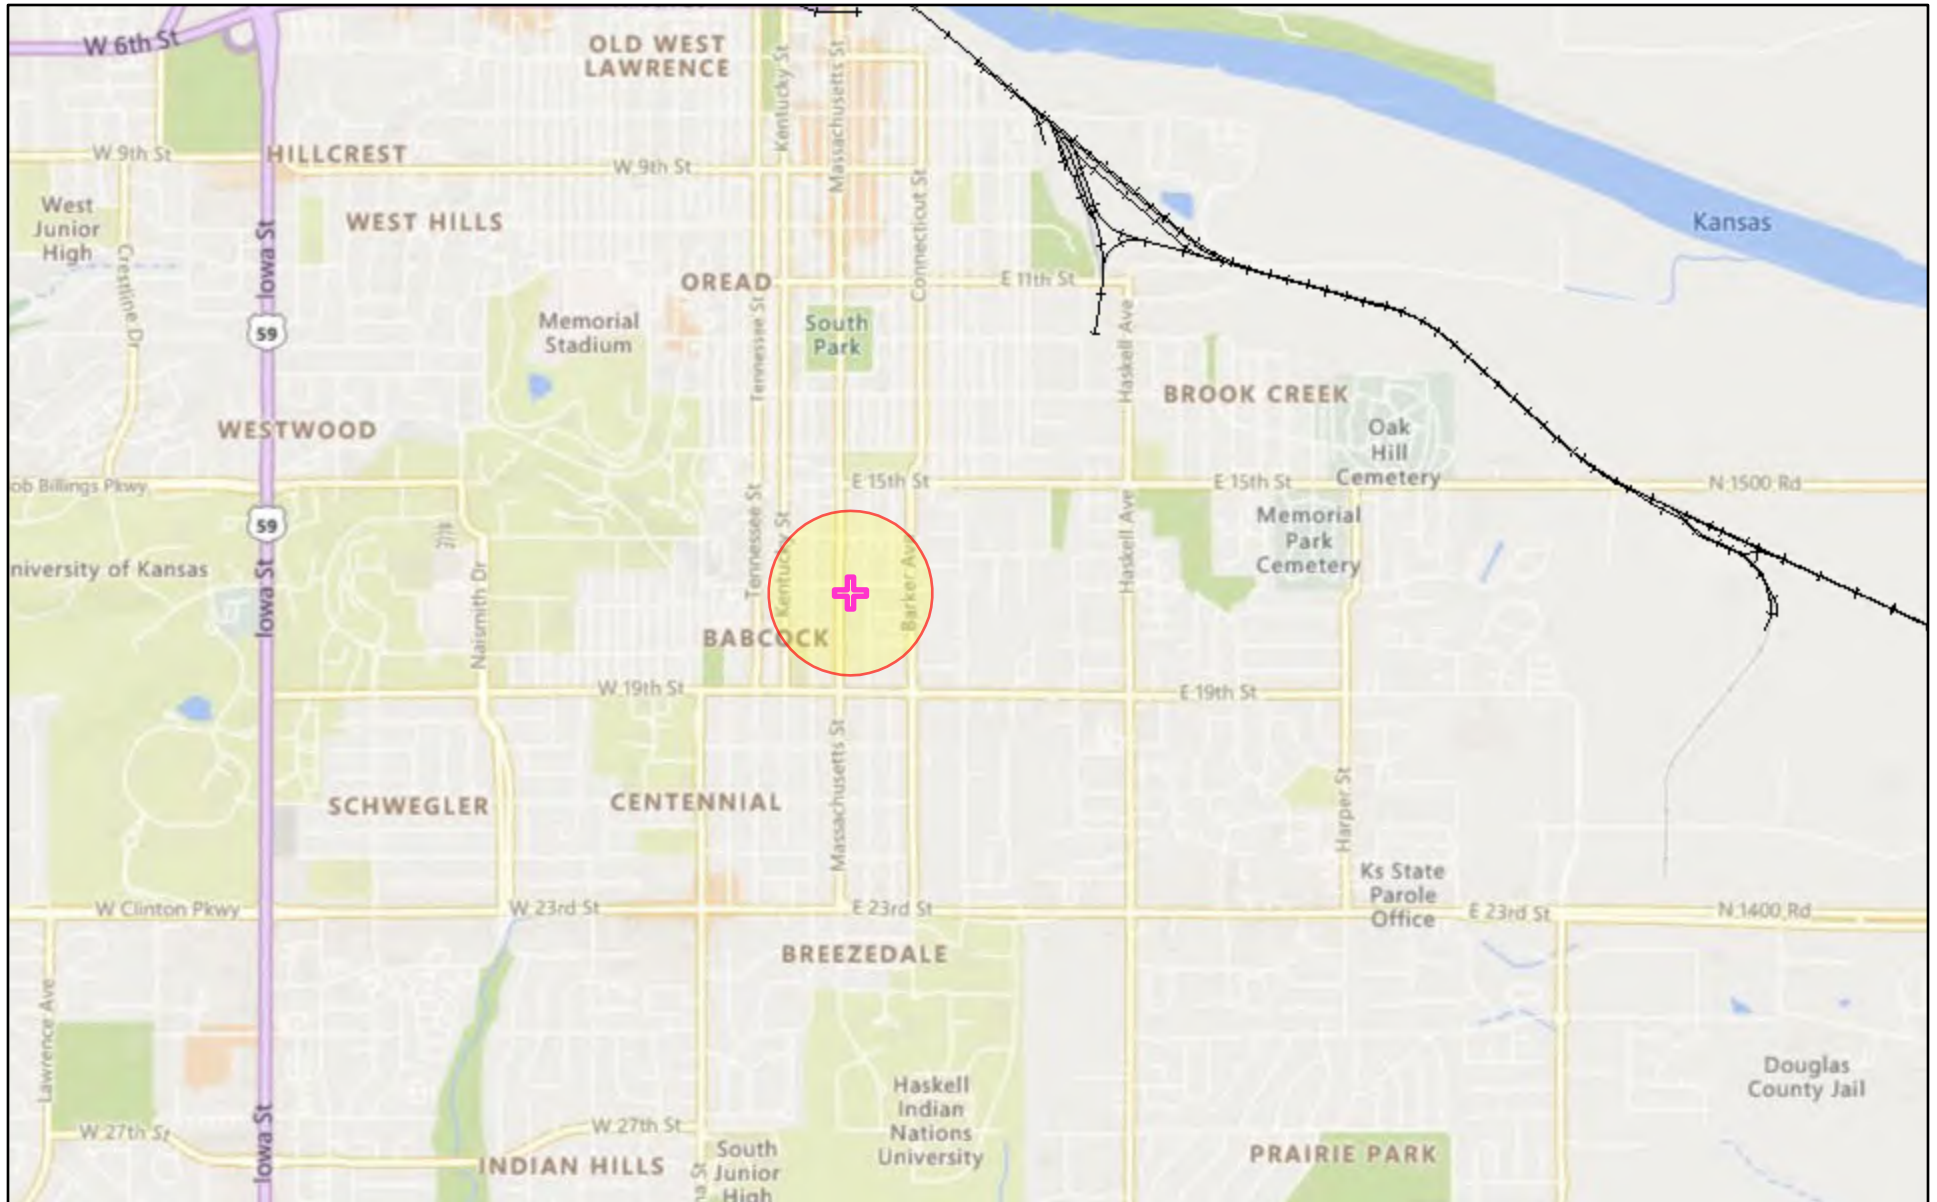 W 6th St
OLD WEST
LAWRENCE
Kentucky St
Massachusetts St
W 9th St
HILLCREST
W 9th St
West
Junior
High
WEST HILLS
Iowa St
Crestline Dr
Connecticut St
Kansas
OREAD
E 11th St
Memorial
Stadium
South
Park
Tennessee St
Haskell Ave
59
BROOK CREEK
WESTWOOD
Oak
Hill
Cemetery
ob Billings Pkwy
E 15th St
E 15th St
N 1500 Rd
59
Memorial
Park
Cemetery
niversity of Kansas
Iowa St
Naismith Dr
Tennessee St
Kentucky St
Barker Ave
Haskell Ave
BABCOCK
W 19th St
E 19th St
SCHWEGLER
CENTENNIAL
Massachusetts St
Harper St
Ks State
Parole
Office
W Clinton Pkwy
W 23rd St
E 23rd St
E 23rd St
N 1400 Rd
BREEZEDALE
Lawrence Ave
Haskell
Indian
Nations
University
Douglas
County Jail
W 27th St
W 27th St
Iowa St
INDIAN HILLS
South
Junior
High
PRAIRIE PARK